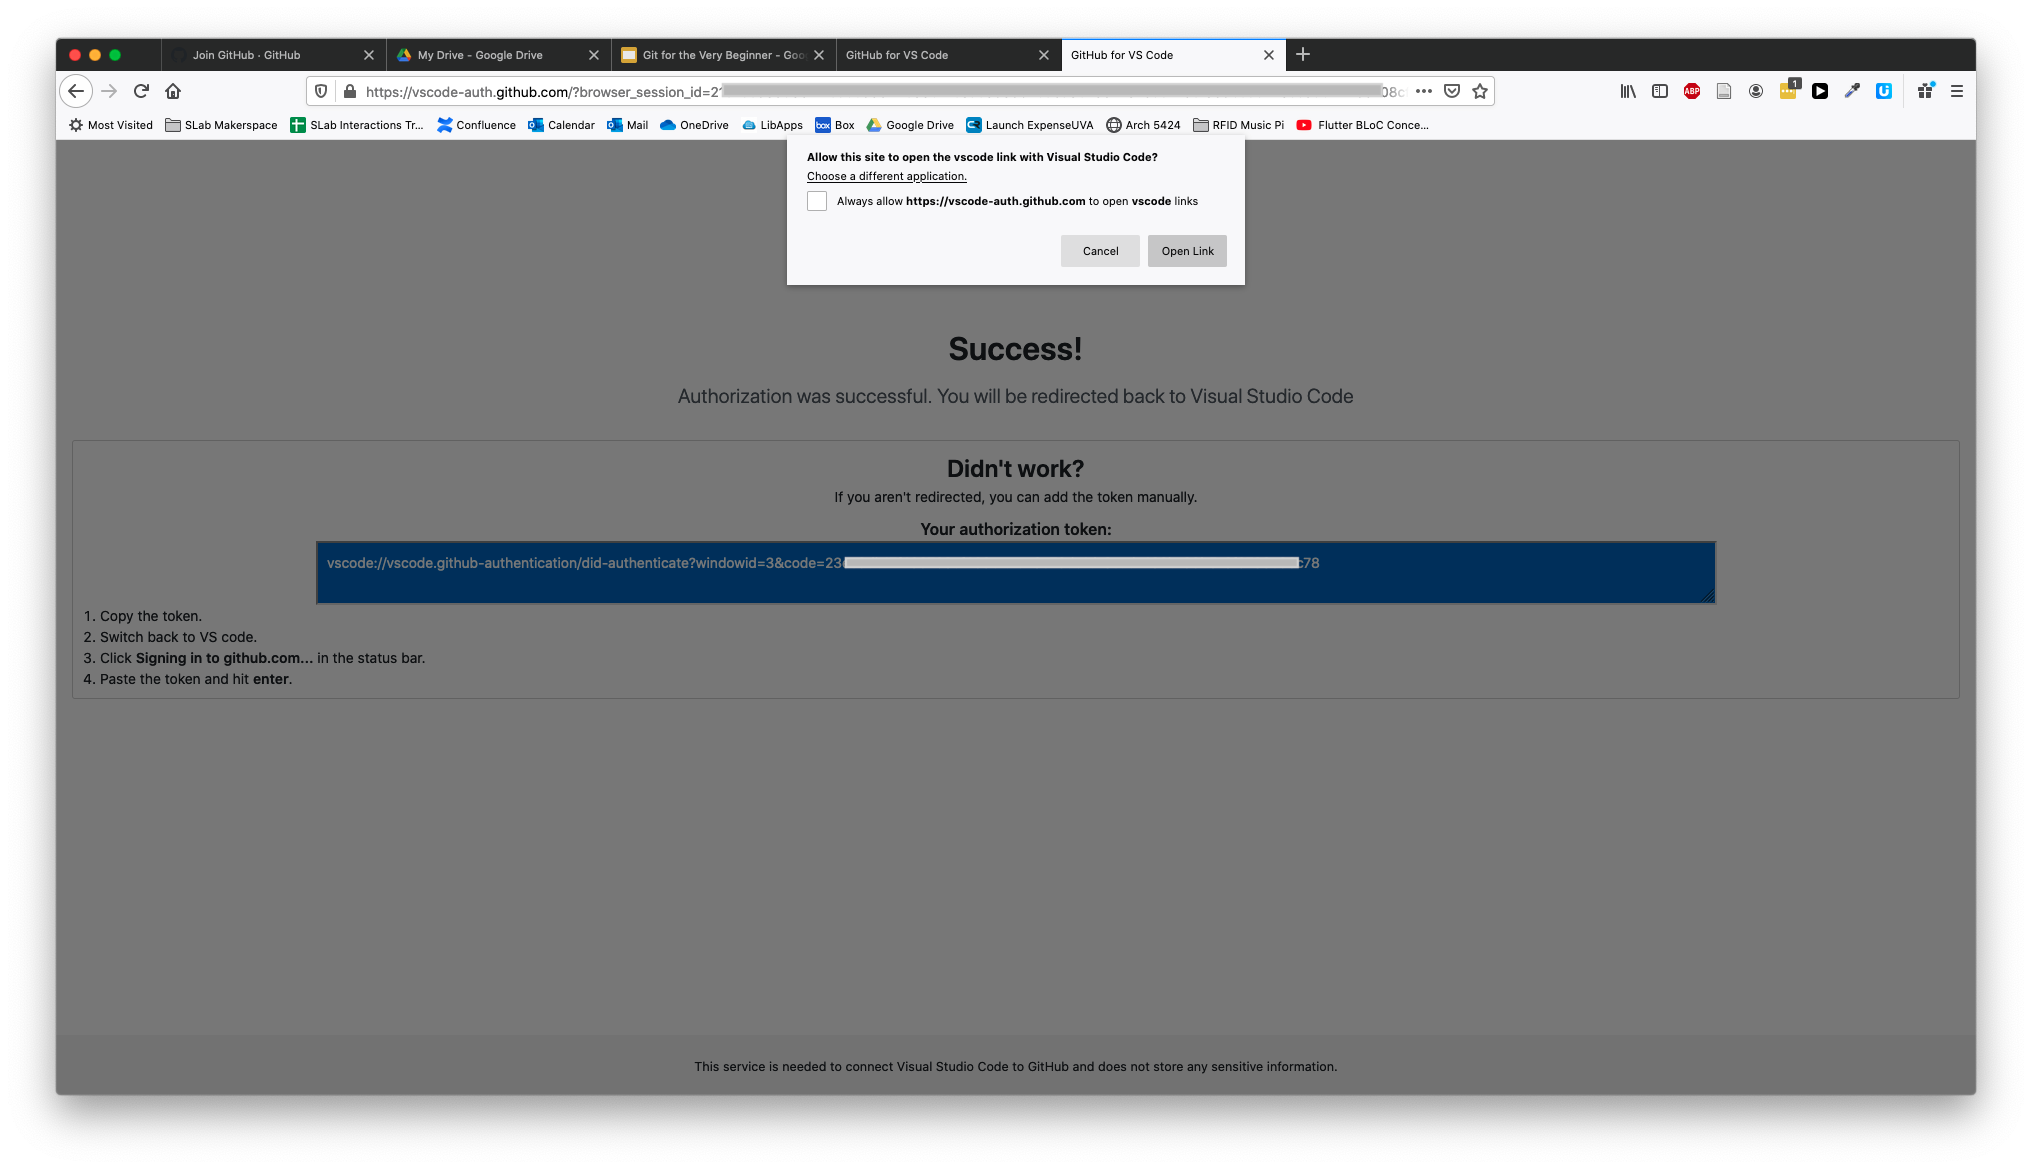 Join GitHub · GitHub
My Drive - Google Drive
Git for the Very Beginner - Goo
GitHub for VS Code
GitHub for VS Code
https://vscode-auth.github.com/?browser_session_id=2
08c
1
Most Visited
SLab Makerspace
SLab Interactions Tr...
Confluence
Calendar
Mail
OneDrive
LibApps
box Box
Google Drive
Launch ExpenseUVA
Arch 5424
RFID Music Pi
Flutter BLoC Conce...
ABP
Allow this site to open the vscode link with Visual Studio Code?
Choose a different application.
Always allow https://vscode-auth.github.com to open vscode links
Cancel
Open Link
Success!
Authorization was successful. You will be redirected back to Visual Studio Code
Didn't work?
If you aren't redirected, you can add the token manually.
Your authorization token:
vscode://vscode.github-authentication/did-authenticate?windowid=3&code=23
c78
1. Copy the token.
2. Switch back to VS code.
3. Click Signing in to github.com... in the status bar.
4. Paste the token and hit enter.
This service is needed to connect Visual Studio Code to GitHub and does not store any sensitive information.